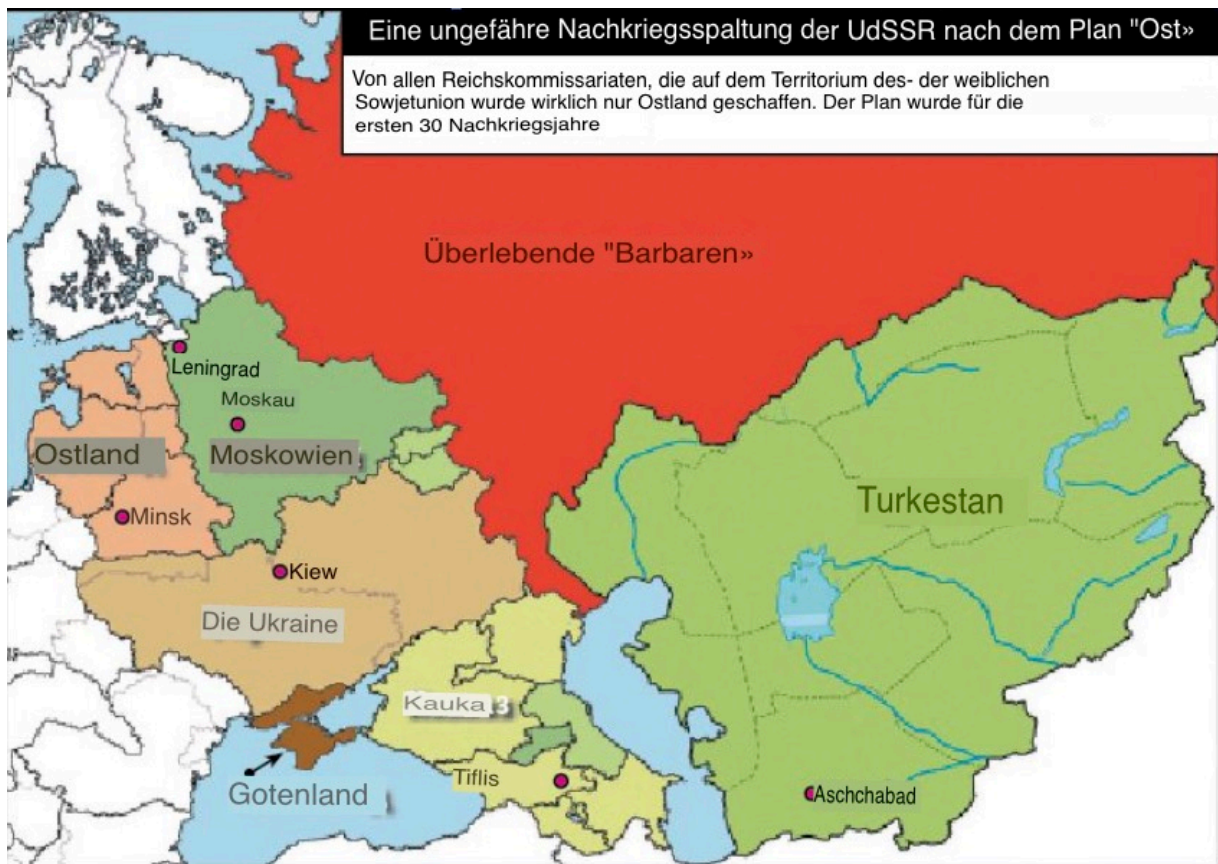 Eine ungefähre Nachkriegsspaltung der UdSSR nach dem Plan "Ost»
Von allen Reichskommissariaten, die auf dem Territorium des- der weiblichen
Sowjetunion wurde wirklich nur Ostland geschaffen. Der Plan wurde für die
ersten 30 Nachkriegsjahre
Überlebende "Barbaren»
Leningrad
Moskau
Ostland
Moskowien
Turkestan
Minsk
Kiew
Die Ukraine
Kauka 3
Tiflis
Gotenland
Aschchabad